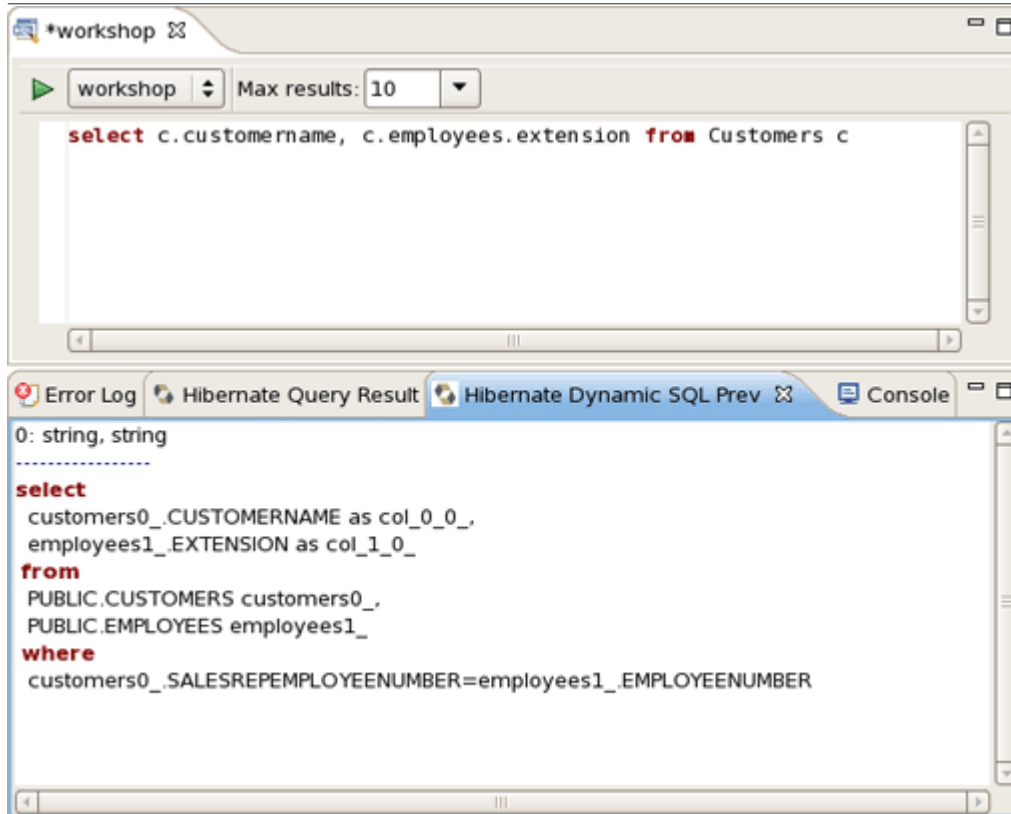 *workshop
workshop Max results: 10
select c.customername, c.employees.extension from Customers c
Error Log Hibernate Query Result Hibernate Dynamic SQL Prev Console
0: string, string
-----------------
select
customers0_.CUSTOMERNAME as col_0_0_,
employees1_.EXTENSION as col_1_0_
from
PUBLIC.CUSTOMERS customers0_,
PUBLIC.EMPLOYEES employees1_
where
customers0_.SALESREPEMPLOYEENUMBER=employees1_.EMPLOYEENUMBER